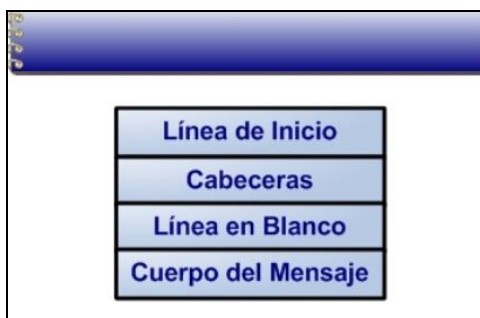 Línea de Inicio
Cabeceras
Línea en Blanco
Cuerpo del Mensaje